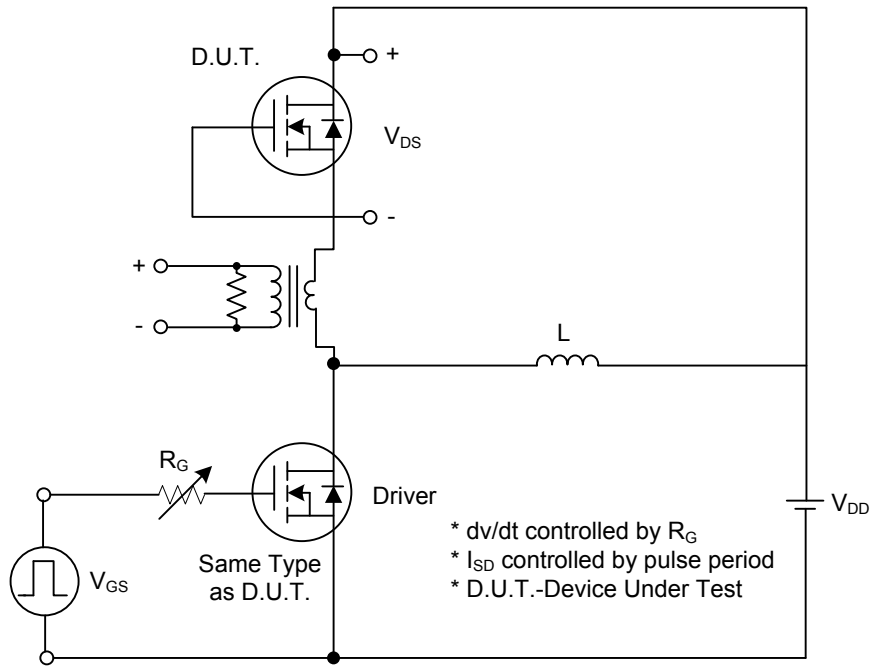 D.U.T.
+
V_DS
-
+
-
L
R_G
Driver
V_DD
V_GS
Same Type
as D.U.T.
* dv/dt controlled by R_G
* I_SD controlled by pulse period
* D.U.T.-Device Under Test